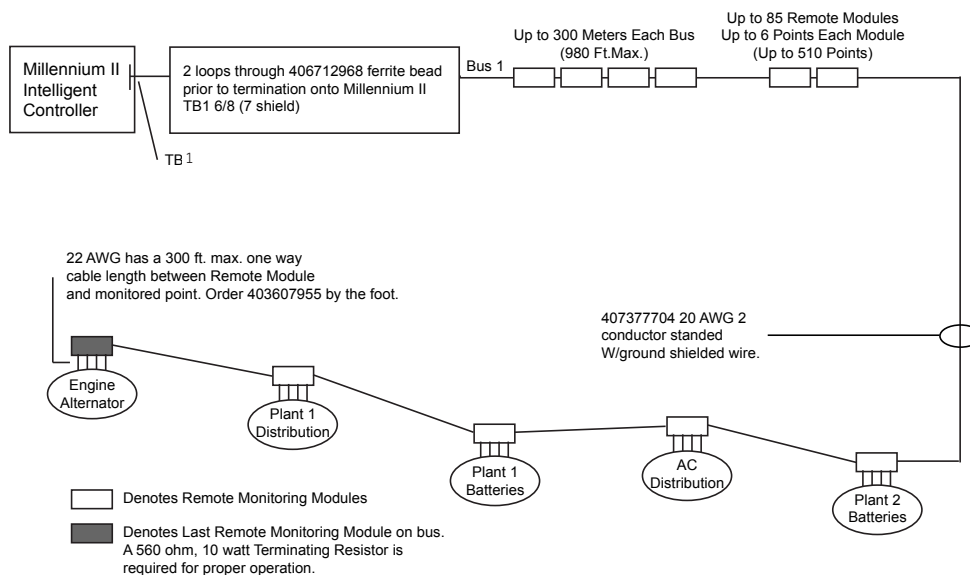 Millennium II
Intelligent
Controller
2 loops through 406712968 ferrite bead
prior to termination onto Millennium II
TB1 6/8 (7 shield)
TB1
Bus 1
Up to 300 Meters Each Bus
(980 Ft.Max.)
Up to 85 Remote Modules
Up to 6 Points Each Module
(Up to 510 Points)
22 AWG has a 300 ft. max. one way
cable length between Remote Module
and monitored point. Order 403607955 by the foot.
407377704 20 AWG 2
conductor standed
W/ground shielded wire.
Engine
Alternator
Plant 1
Distribution
Plant 1
Batteries
AC
Distribution
Plant 2
Batteries
Denotes Remote Monitoring Modules
Denotes Last Remote Monitoring Module on bus.
A 560 ohm, 10 watt Terminating Resistor is
required for proper operation.